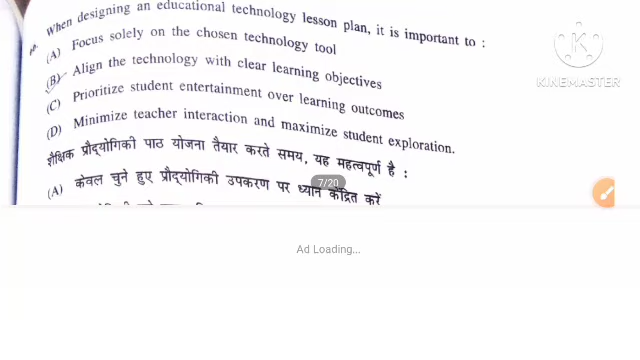 When designing an educational technology lesson plan, it is important to :
(A) Focus solely on the chosen technology tool
(B) Align the technology with clear learning objectives
(C) Prioritize student entertainment over learning outcomes
(D) Minimize teacher interaction and maximize student exploration.
शैक्षिक प्रौद्योगिकी पाठ योजना तैयार करते समय, यह महत्वपूर्ण है :
(A) केवल चुने हुए प्रौद्योगिकी उपकरण पर ध्यान केंद्रित करें
7/20
KINEMASTER
Ad Loading...